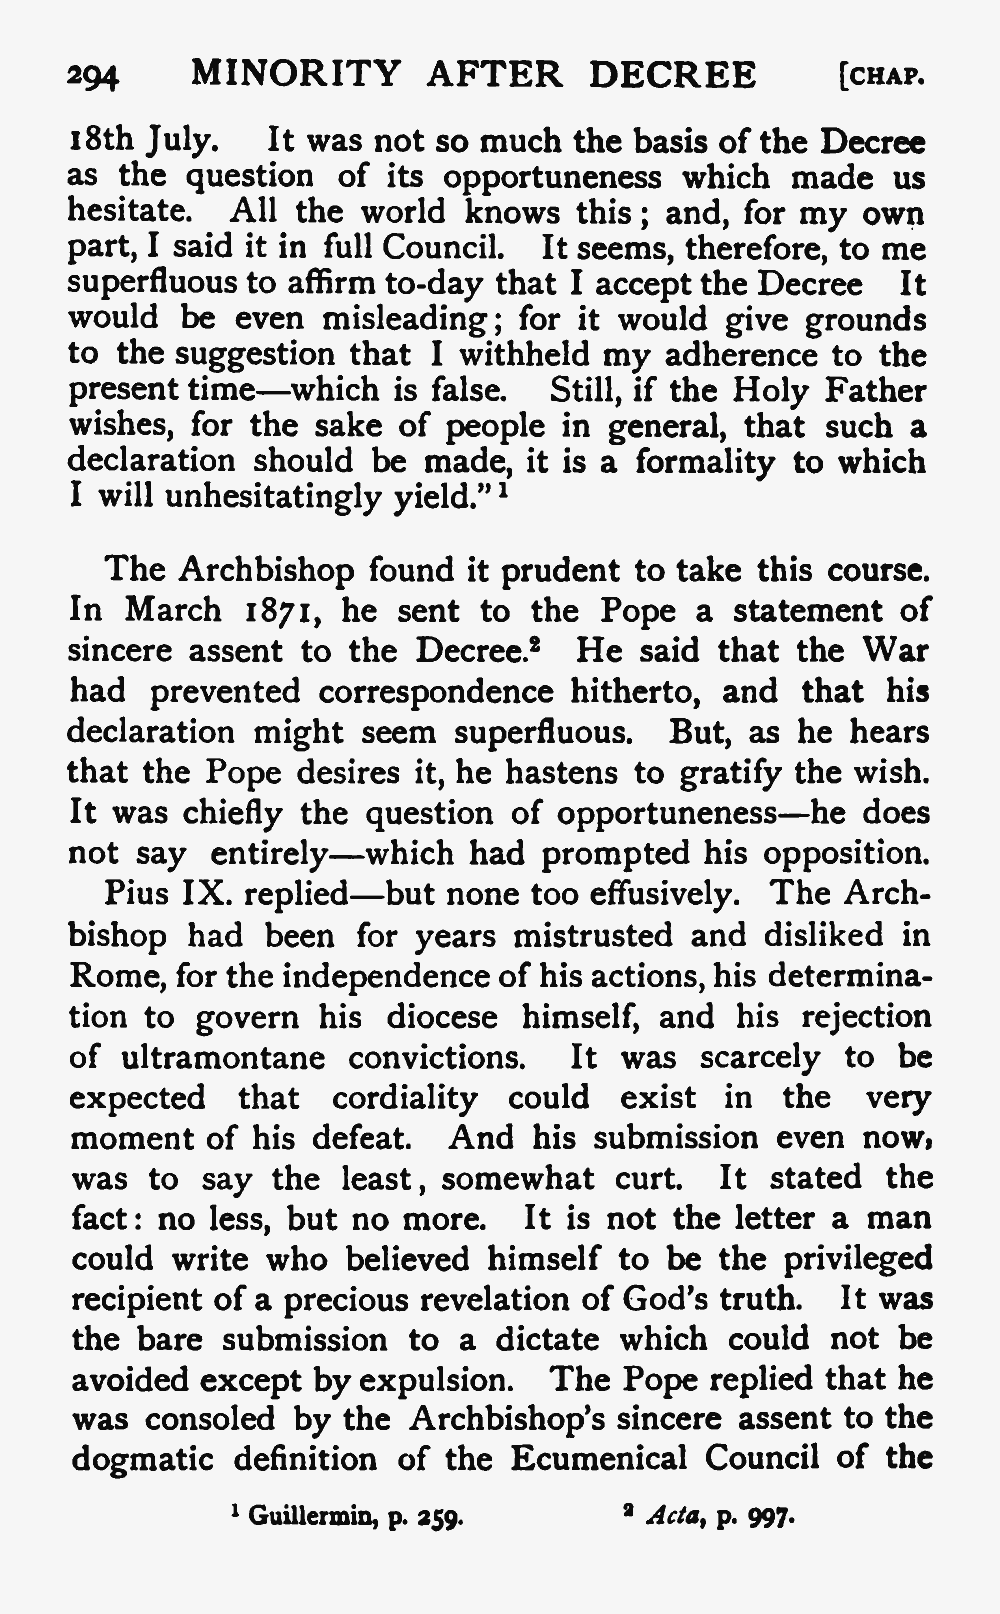 294 MINORITY AFTER DECREE [CHAP.
18th July. It was not so much the basis of the Decree
as the question of its opportuneness which made us
hesitate. All the world knows this; and, for my own
part, I said it in full Council. It seems, therefore, to me
superfluous to affirm to-day that I accept the Decree It
would be even misleading; for it would give grounds
to the suggestion that I withheld my adherence to the
present time—which is false. Still, if the Holy Father
wishes, for the sake of people in general, that such a
declaration should be made, it is a formality to which
I will unhesitatingly yield." ¹
The Archbishop found it prudent to take this course.
In March 1871, he sent to the Pope a statement of
sincere assent to the Decree.² He said that the War
had prevented correspondence hitherto, and that his
declaration might seem superfluous. But, as he hears
that the Pope desires it, he hastens to gratify the wish.
It was chiefly the question of opportuneness—he does
not say entirely—which had prompted his opposition.
Pius IX. replied—but none too effusively. The Arch-
bishop had been for years mistrusted and disliked in
Rome, for the independence of his actions, his determina-
tion to govern his diocese himself, and his rejection
of ultramontane convictions. It was scarcely to be
expected that cordiality could exist in the very
moment of his defeat. And his submission even now,
was to say the least, somewhat curt. It stated the
fact: no less, but no more. It is not the letter a man
could write who believed himself to be the privileged
recipient of a precious revelation of God's truth. It was
the bare submission to a dictate which could not be
avoided except by expulsion. The Pope replied that he
was consoled by the Archbishop's sincere assent to the
dogmatic definition of the Ecumenical Council of the
¹ Guillermin, p. 259. ² Acta, p. 997.